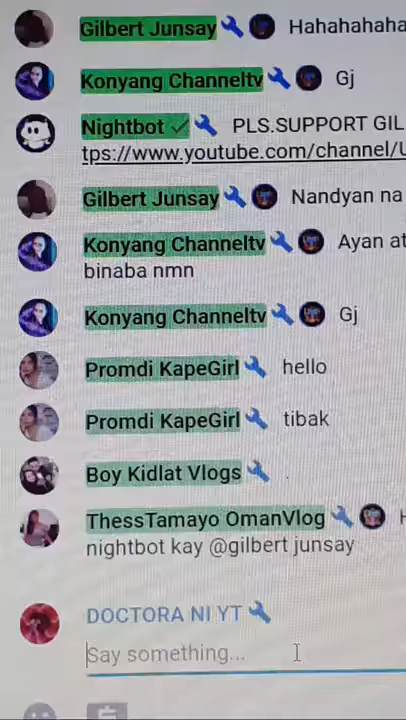 Gilbert Junsay Hahahahaha
Konyang Channeltv Gj
Nightbot PLS.SUPPORT GIL
tps://www.youtube.com/channel/U
Gilbert Junsay Nandyan na
Konyang Channeltv Ayan at
binaba nmn
Konyang Channeltv Gj
Promdi KapeGirl hello
Promdi KapeGirl tibak
Boy Kidlat Vlogs .
ThessTamayo OmanVlog H
nightbot kay @gilbert junsay
DOCTORA NI YT
Say something...